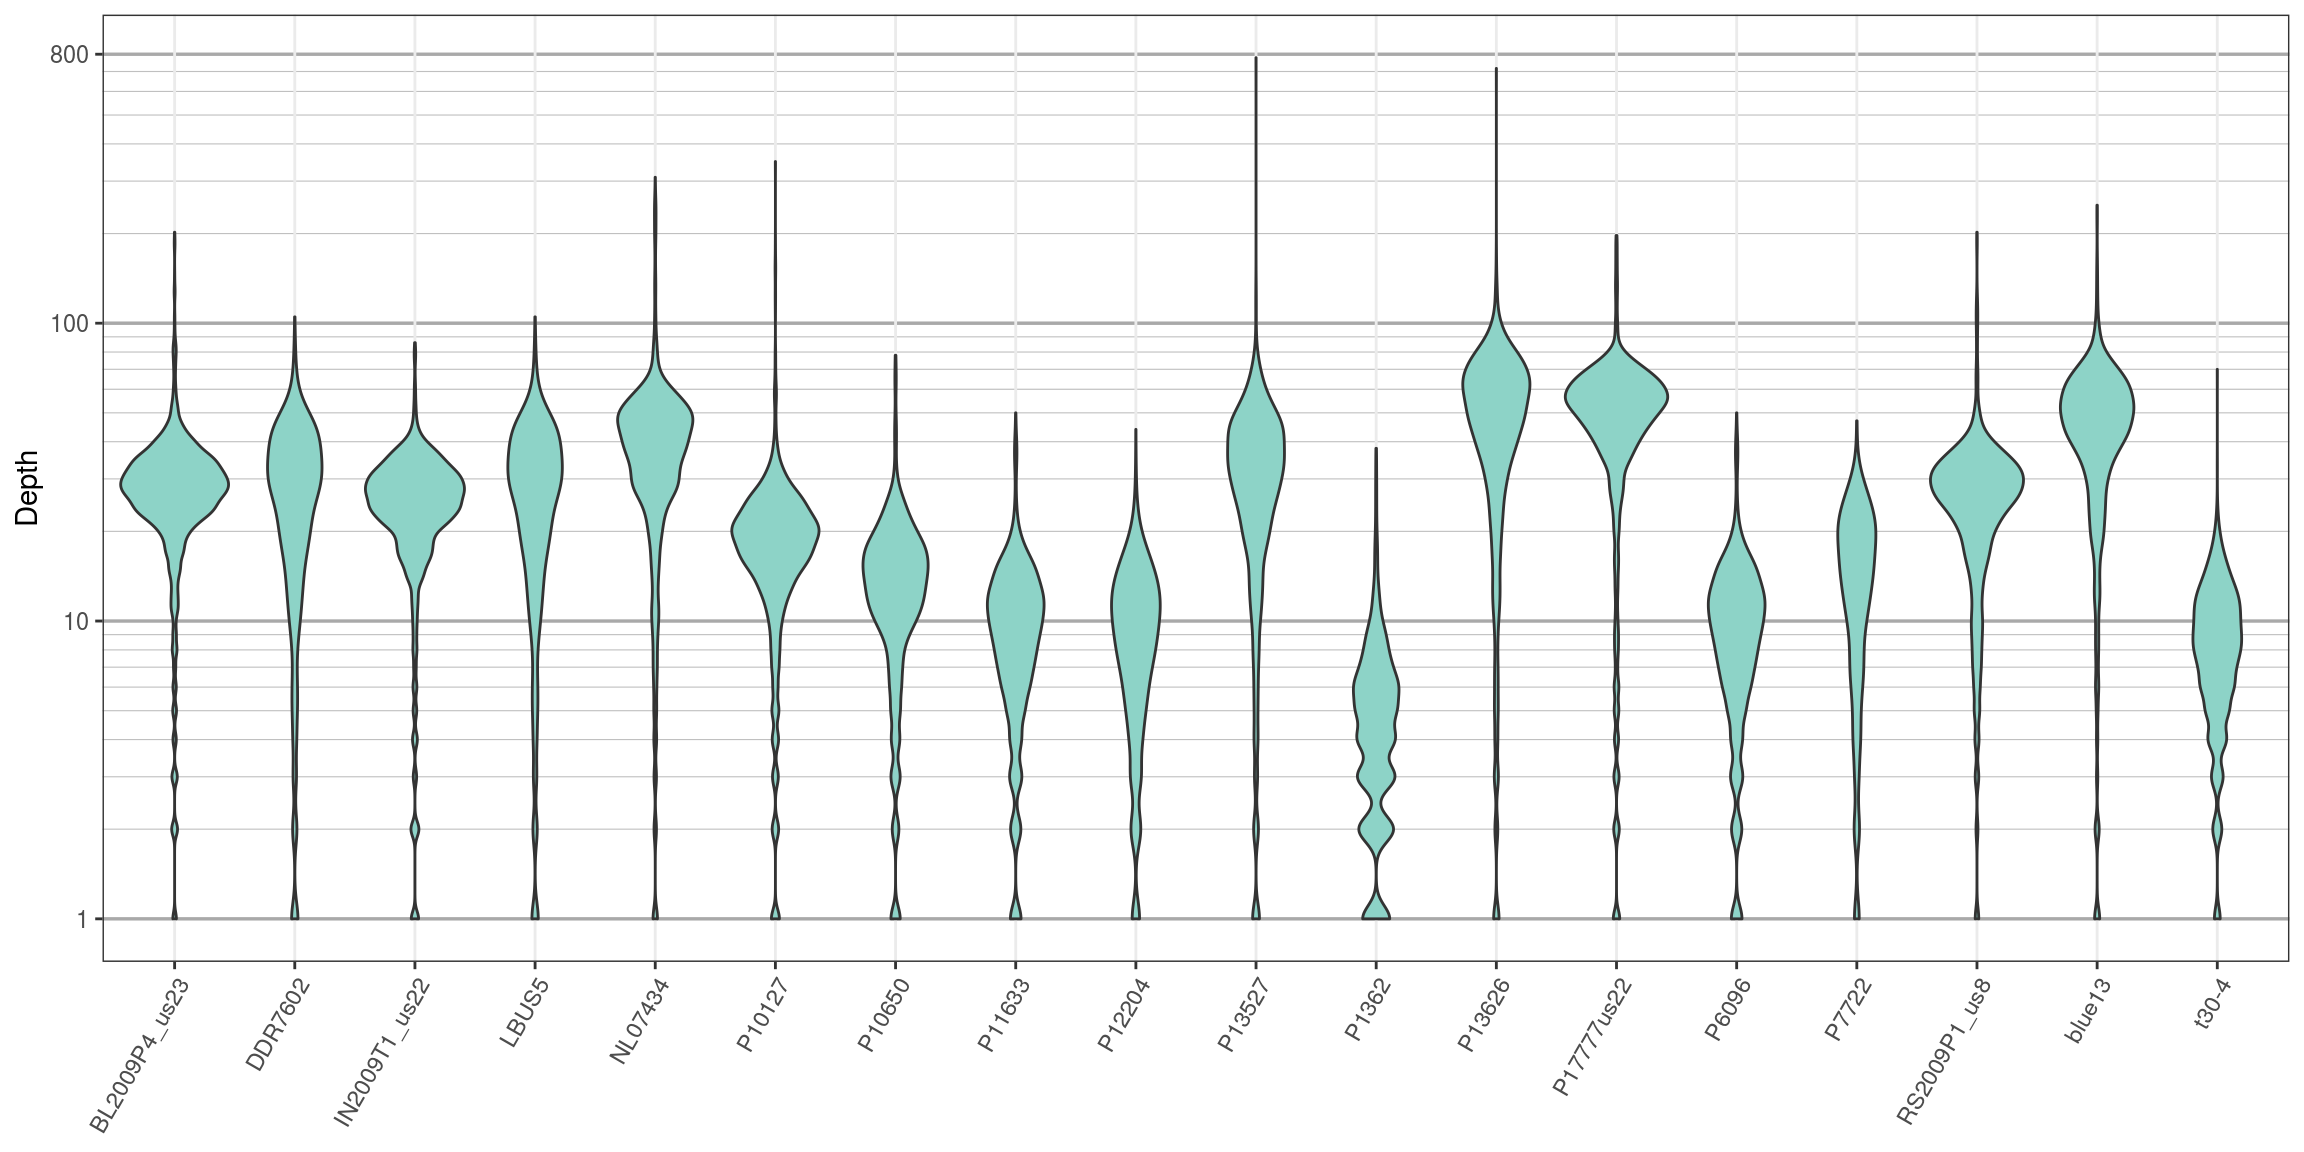 800
100
10
1
Depth
BL2009P4_us23
DDR7602
IN2009T1_us22
LBUS5
NL07434
P10127
P10650
P11633
P12204
P13527
P1362
P13626
P17777us22
P6096
P7722
RS2009P1_us8
blue13
t30-4